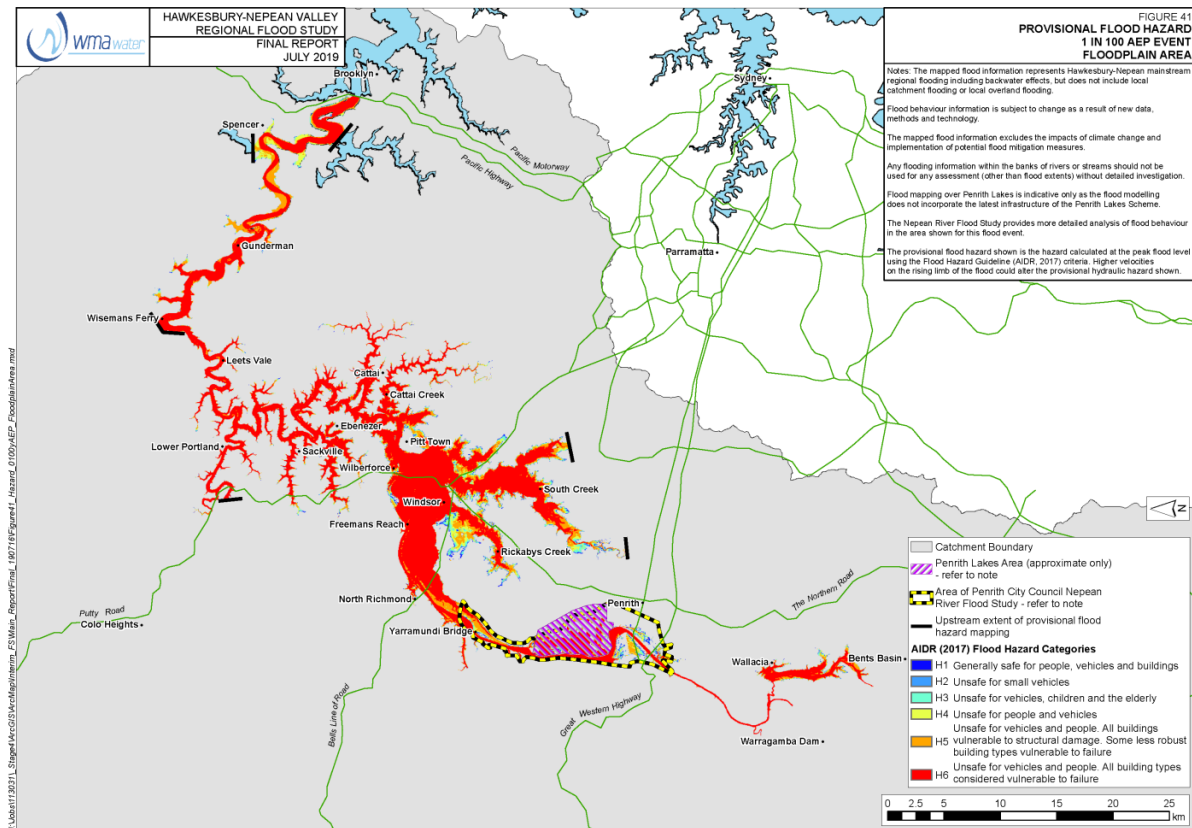 wmawater
HAWKESBURY-NEPEAN VALLEY
REGIONAL FLOOD STUDY
FINAL REPORT
JULY 2019
FIGURE 41
PROVISIONAL FLOOD HAZARD
1 IN 100 AEP EVENT
FLOODPLAIN AREA
Notes: The mapped flood information represents Hawkesbury-Nepean mainstream
regional flooding including backwater effects, but does not include local
catchment flooding or local overland flooding.
Flood behaviour information is subject to change as a result of new data,
methods and technology.
The mapped flood information excludes the impacts of climate change and
implementation of potential flood mitigation measures.
Any flooding information within the banks of rivers or streams should not be
used for any assessment (other than flood extents) without detailed investigation.
Flood mapping over Penrith Lakes is indicative only as the flood modelling
does not incorporate the latest infrastructure of the Penrith Lakes Scheme.
The Nepean River Flood Study provides more detailed analysis of flood behaviour
in the area shown for this flood event.
The provisional flood hazard shown is the hazard calculated at the peak flood level
using the Flood Hazard Guideline (AIDR, 2017) criteria. Higher velocities
on the rising limb of the flood could alter the provisional hydraulic hazard shown.
Brooklyn
Sydney
Spencer
Pacific Motorway
Pacific Highway
Gunderman
Parramatta
Wisemans Ferry
Leets Vale
Cattai
Cattai Creek
Ebenezer
Pitt Town
Lower Portland
Sackville
Wilberforce
South Creek
Windsor
Freemans Reach
Rickabys Creek
North Richmond
Penrith
The Northern Road
Putty Road
Colo Heights
Yarramundi Bridge
Wallacia
Bents Basin
Bells Line of Road
Great Western Highway
Warragamba Dam
N
Catchment Boundary
Penrith Lakes Area (approximate only)
- refer to note
Area of Penrith City Council Nepean
River Flood Study - refer to note
Upstream extent of provisional flood
hazard mapping
AIDR (2017) Flood Hazard Categories
H1 Generally safe for people, vehicles and buildings
H2 Unsafe for small vehicles
H3 Unsafe for vehicles, children and the elderly
H4 Unsafe for people and vehicles
Unsafe for vehicles and people. All buildings
H5 vulnerable to structural damage. Some less robust
building types vulnerable to failure
H6 Unsafe for vehicles and people. All building types
considered vulnerable to failure
0 2.5 5 10 15 20 25
km